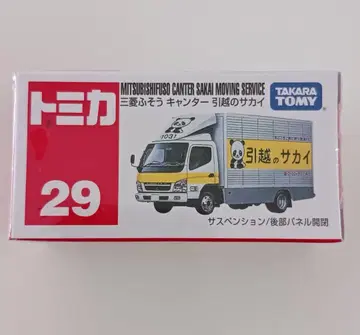 トミカ
29
MITSUBISHI FUSO CANTER SAKAI MOVING SERVICE
三菱ふそう キャンター 引越のサカイ
TAKARA TOMY
引越のサカイ
サスペンション/後部パネル開閉